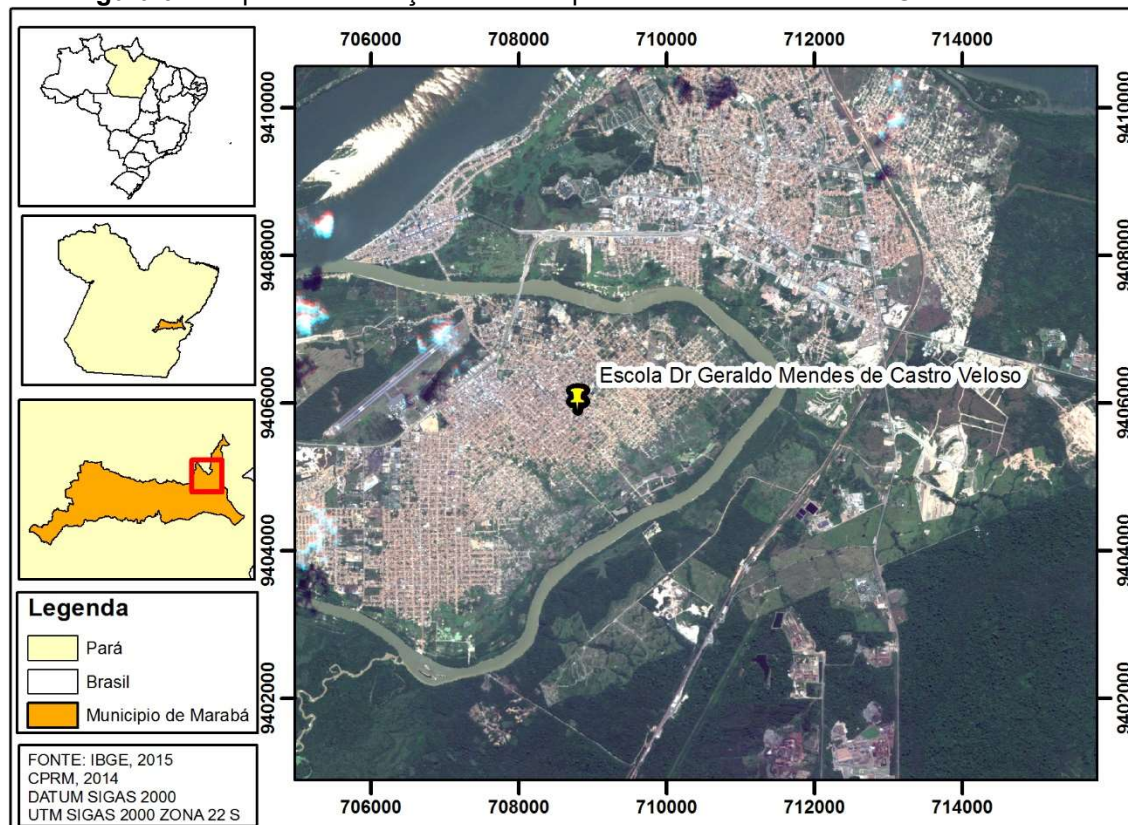 706000 708000 710000 712000 714000
9410000 9410000
9408000 9408000
Escola Dr Geraldo Mendes de Castro Veloso
9406000 9406000
9404000 9404000
9402000 9402000
706000 708000 710000 712000 714000
Legenda
Pará
Brasil
Municipio de Marabá
FONTE: IBGE, 2015
CPRM, 2014
DATUM SIGAS 2000
UTM SIGAS 2000 ZONA 22 S